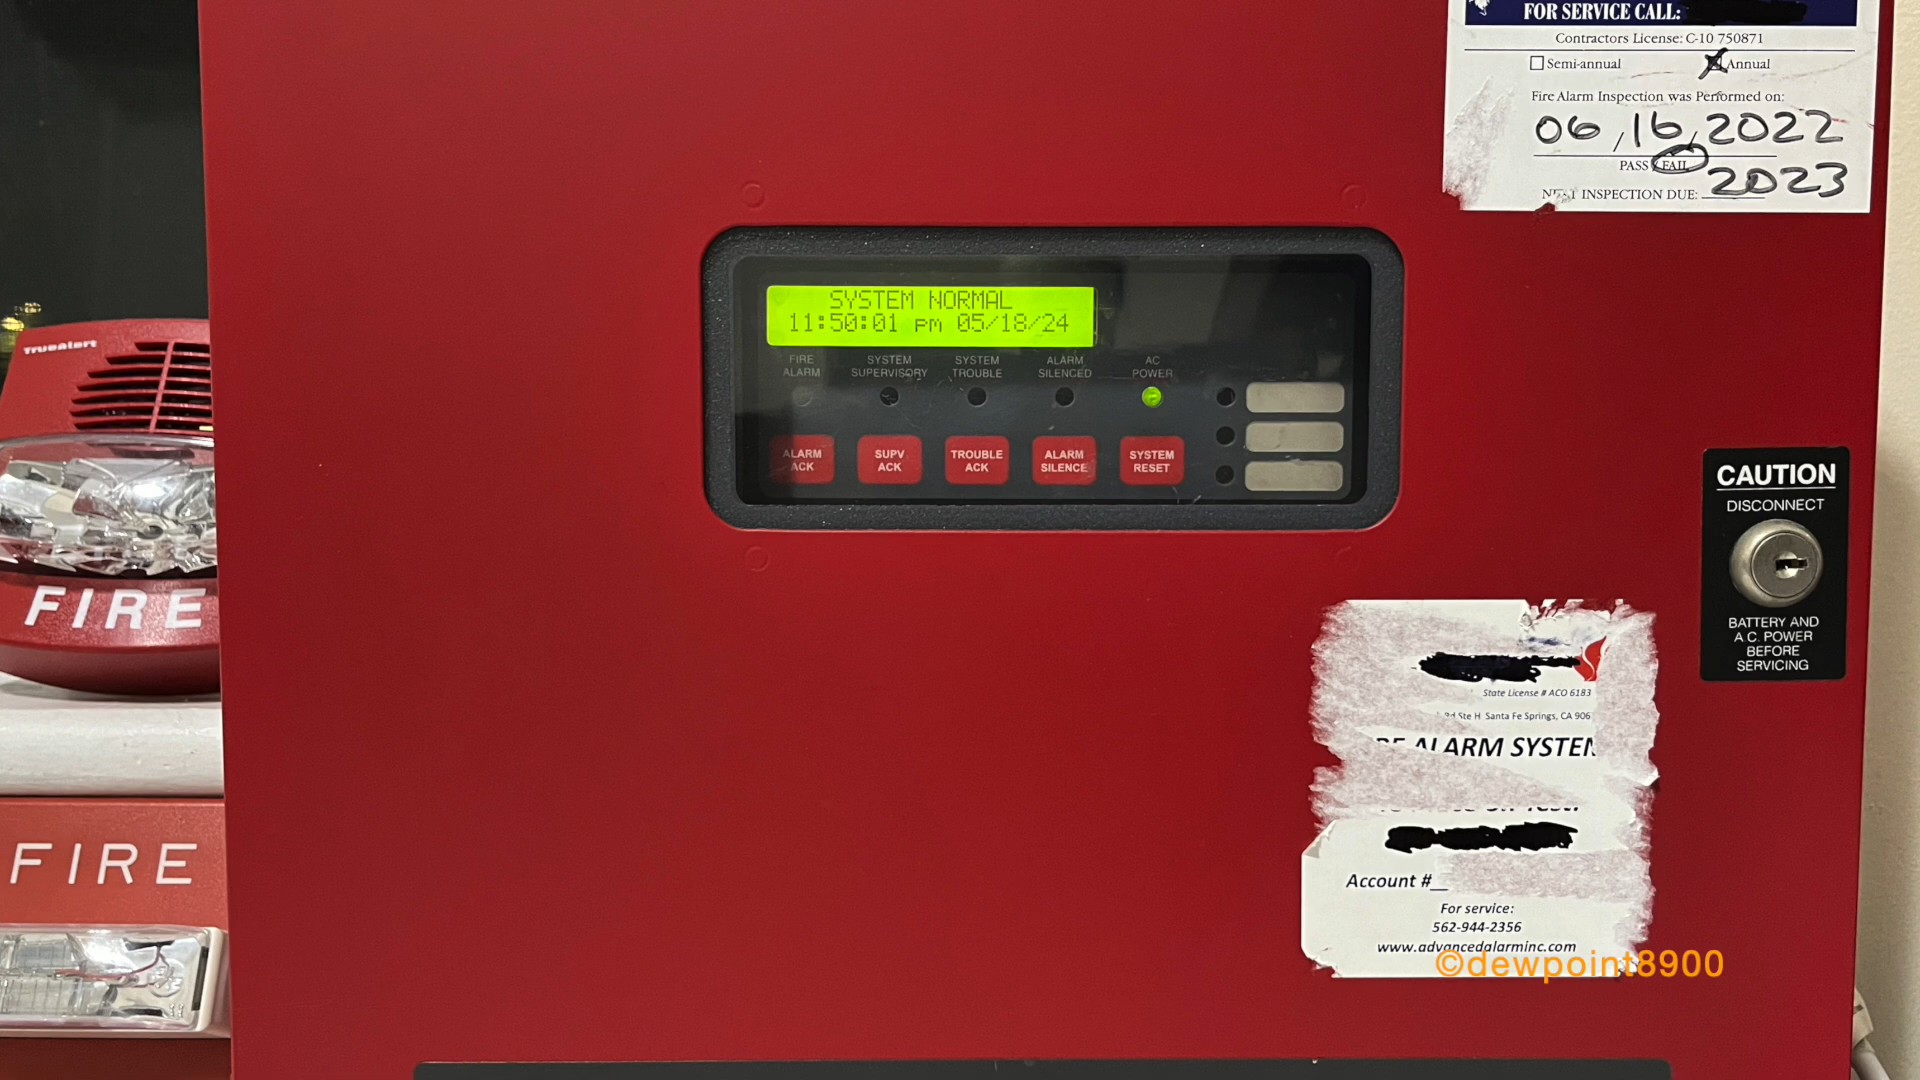 FOR SERVICE CALL:
Contractors License: C-10 750871
Semi-annual Annual
Fire Alarm Inspection was Performed on:
06, 16, 2022
PASS / FAIL
NEXT INSPECTION DUE: 2023
SYSTEM NORMAL
11:50:01 pm 05/18/24
FIRE ALARM
SYSTEM SUPERVISORY
SYSTEM TROUBLE
ALARM SILENCED
AC POWER
ALARM ACK
SUPV ACK
TROUBLE ACK
ALARM SILENCE
SYSTEM RESET
TrueAlert
FIRE
FIRE
CAUTION
DISCONNECT
BATTERY AND
A.C. POWER
BEFORE
SERVICING
State License # ACO 6183
Rd Ste H Santa Fe Springs, CA 906
ALARM SYSTEM
Account #__
For service:
562-944-2356
www.advancedalarminc.com
©dewpoint8900